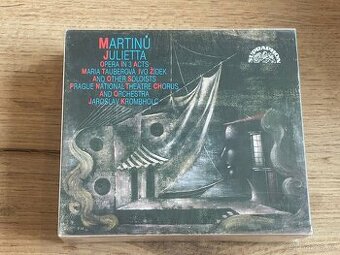 MARTINŮ
JULIETTA
OPERA IN 3 ACTS
MARIA TAUBEROVÁ, IVO ŽÍDEK
AND OTHER SOLOISTS
PRAGUE NATIONAL THEATRE CHORUS
AND ORCHESTRA
JAROSLAV KROMBHOLC
SUPRAPHON